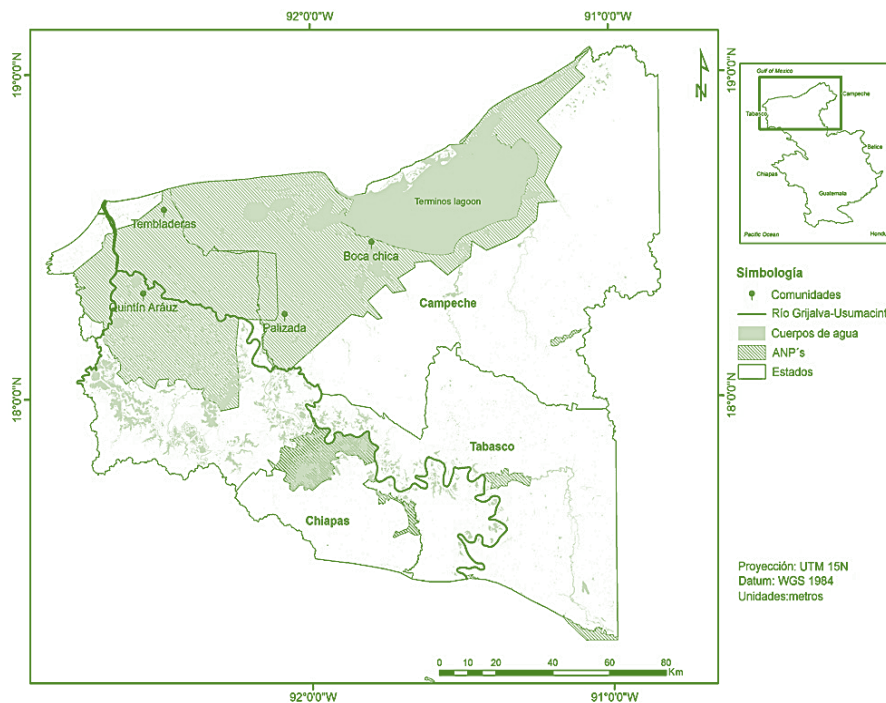 92°0'0"W
91°0'0"W
19°0'0"N
19°0'0"N
N
Gulf of Mexico
Campeche
Tabasco
Belice
Chiapas
Guatemala
Pacific Ocean
Hondu
Terminos lagoon
Tembladeras
Boca chica
Quintín Aráuz
Palizada
Campeche
Simbología
Comunidades
Río Grijalva-Usumacint
Cuerpos de agua
ANP´s
Estados
18°0'0"N
18°0'0"N
Tabasco
Chiapas
Proyección: UTM 15N
Datum: WGS 1984
Unidades:metros
0 10 20 40 60 80
Km
92°0'0"W
91°0'0"W